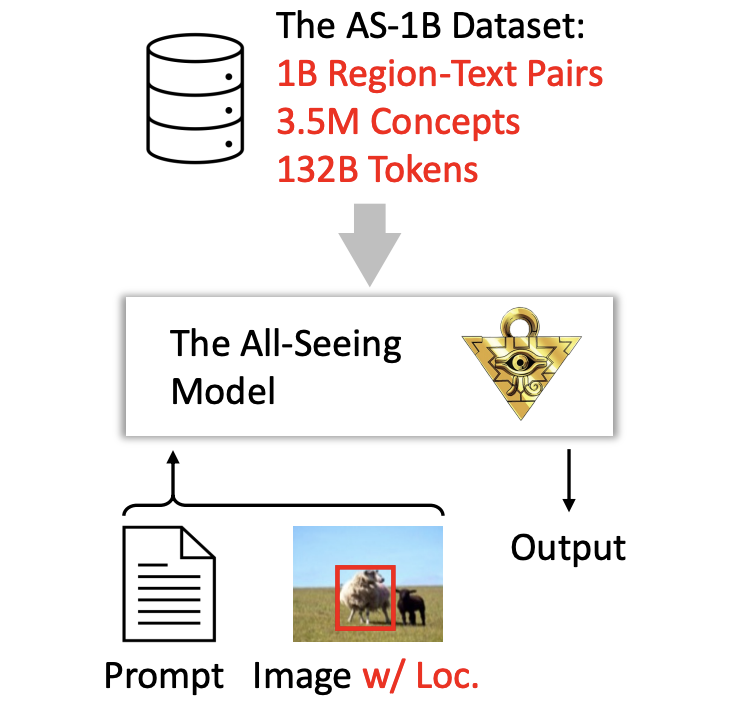 The AS-1B Dataset:
1B Region-Text Pairs
3.5M Concepts
132B Tokens
The All-Seeing
Model
Output
Prompt
Image w/ Loc.